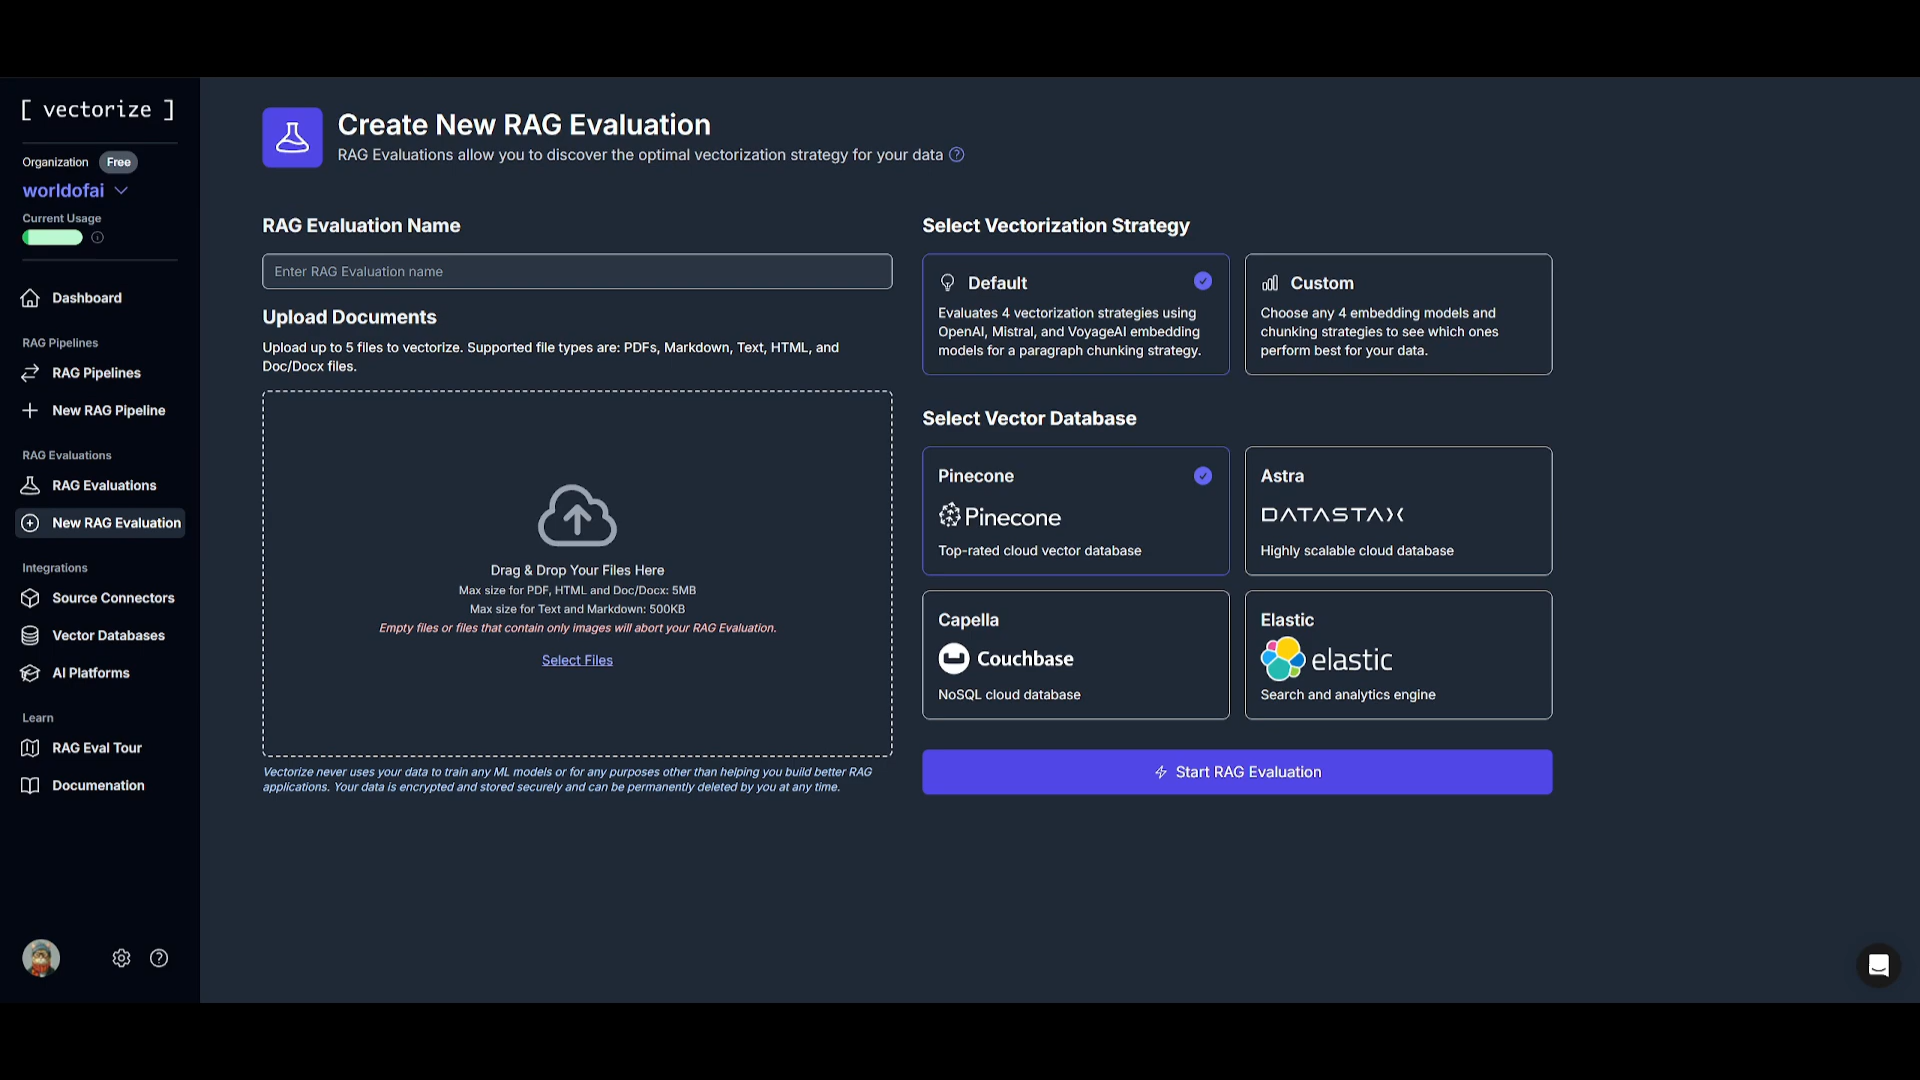 [ vectorize ]
Organization Free
worldofai
Current Usage
Dashboard
RAG Pipelines
RAG Pipelines
New RAG Pipeline
RAG Evaluations
RAG Evaluations
New RAG Evaluation
Integrations
Source Connectors
Vector Databases
AI Platforms
Learn
RAG Eval Tour
Documenation
Create New RAG Evaluation
RAG Evaluations allow you to discover the optimal vectorization strategy for your data
RAG Evaluation Name
Enter RAG Evaluation name
Upload Documents
Upload up to 5 files to vectorize. Supported file types are: PDFs, Markdown, Text, HTML, and
Doc/Docx files.
Drag & Drop Your Files Here
Max size for PDF, HTML and Doc/Docx: 5MB
Max size for Text and Markdown: 500KB
Empty files or files that contain only images will abort your RAG Evaluation.
Select Files
Vectorize never uses your data to train any ML models or for any purposes other than helping you build better RAG
applications. Your data is encrypted and stored securely and can be permanently deleted by you at any time.
Select Vectorization Strategy
Default
Evaluates 4 vectorization strategies using
OpenAI, Mistral, and VoyageAI embedding
models for a paragraph chunking strategy.
Custom
Choose any 4 embedding models and
chunking strategies to see which ones
perform best for your data.
Select Vector Database
Pinecone
Pinecone
Top-rated cloud vector database
Astra
DATASTAX
Highly scalable cloud database
Capella
Couchbase
NoSQL cloud database
Elastic
elastic
Search and analytics engine
Start RAG Evaluation